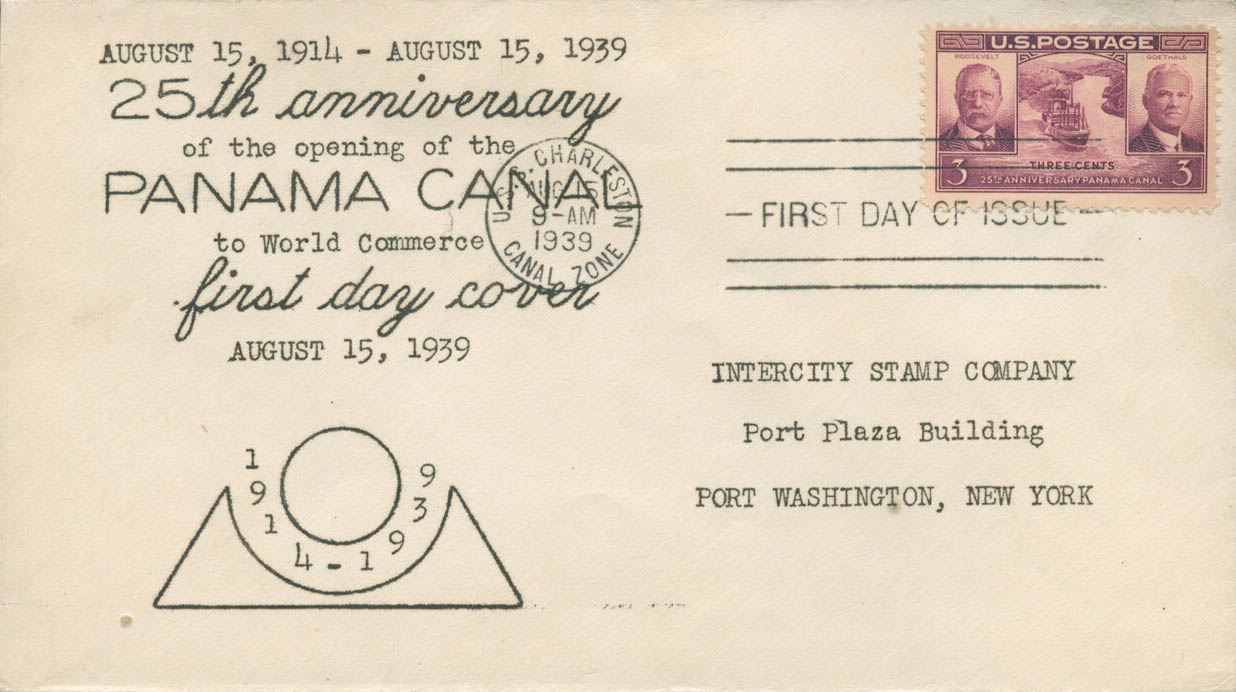 AUGUST 15, 1914 - AUGUST 15, 1939
25th anniversary
of the opening of the
PANAMA CANAL
to World Commerce
first day cover
AUGUST 15, 1939
1914-1939
U.S.S. CHARLESTON
AUG 15
9-AM
1939
CANAL ZONE
U.S. POSTAGE
ROOSEVELT
GOETHALS
THREE CENTS
3 25TH ANNIVERSARY PANAMA CANAL 3
- FIRST DAY OF ISSUE -
INTERCITY STAMP COMPANY
Port Plaza Building
PORT WASHINGTON, NEW YORK